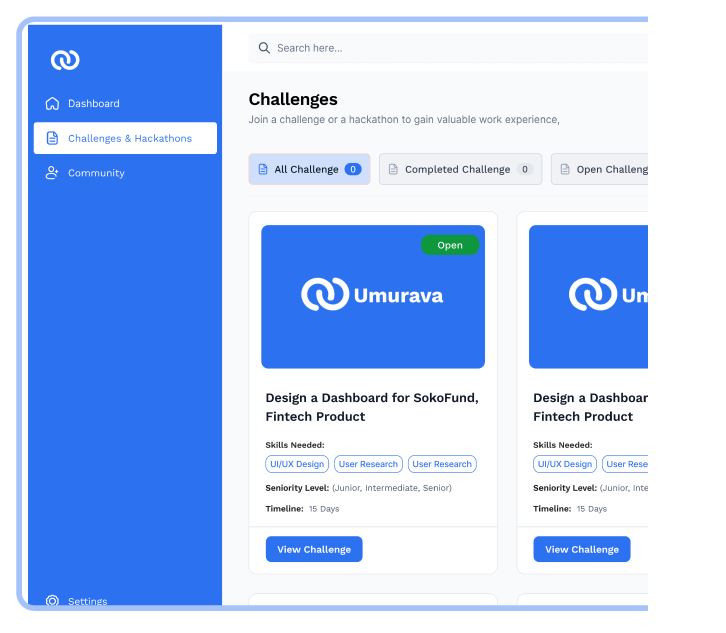 Search here...
Dashboard
Challenges & Hackathons
Community
Settings
Challenges
Join a challenge or a hackathon to gain valuable work experience,
All Challenge 0
Completed Challenge 0
Open Challeng
Open
Umurava
Design a Dashboard for SokoFund,
Fintech Product
Skills Needed:
UI/UX Design User Research User Research
Seniority Level: (Junior, Intermediate, Senior)
Timeline: 15 Days
View Challenge
Um
Design a Dashboar
Fintech Product
Skills Needed:
UI/UX Design User Rese
Seniority Level: (Junior, Inte
Timeline: 15 Days
View Challenge